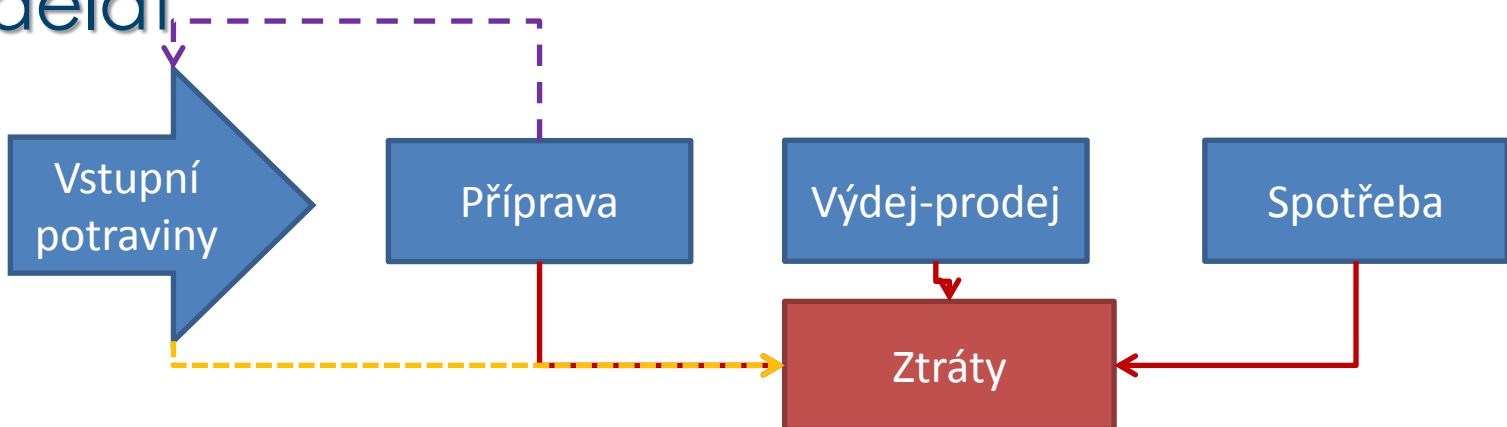 Vstupní
potraviny
Příprava
Výdej-prodej
Spotřeba
Ztráty